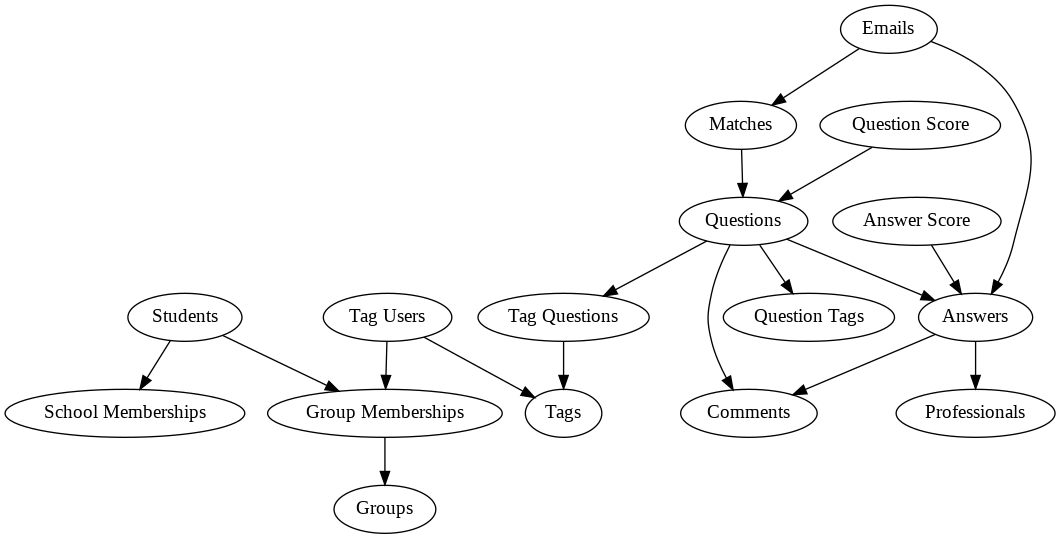 Emails
Matches
Question Score
Questions
Answer Score
Students
Tag Users
Tag Questions
Question Tags
Answers
School Memberships
Group Memberships
Tags
Comments
Professionals
Groups